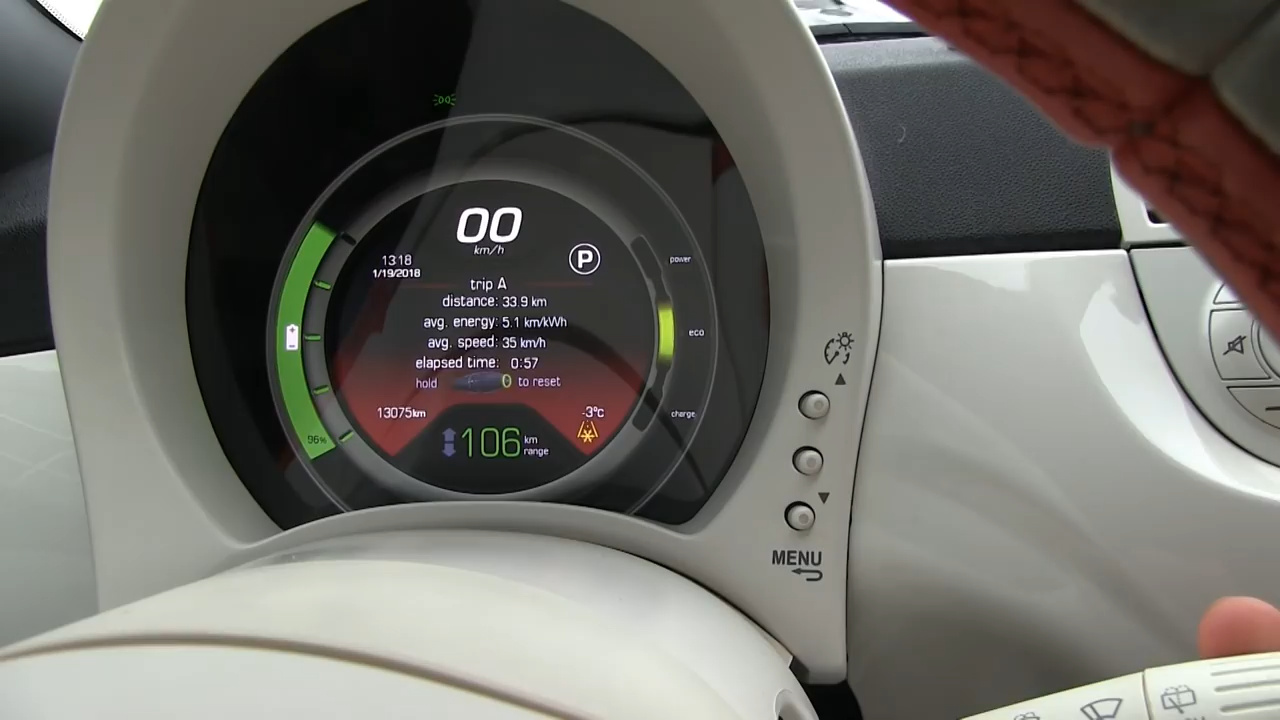 00
km/h
13:18
1/19/2018
P
power
trip A
distance: 33.9 km
avg. energy: 5.1 km/kWh
eco
avg. speed: 35 km/h
elapsed time: 0:57
hold 0 to reset
13075km
-3°c
charge
96%
106 km
range
MENU